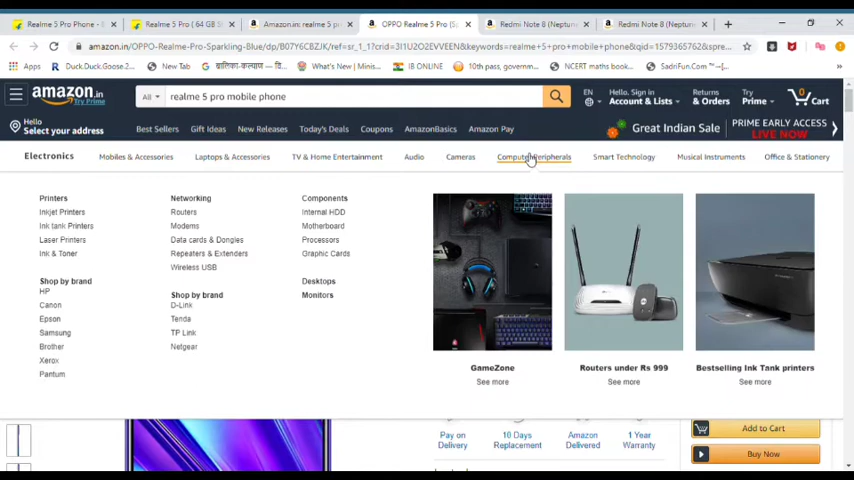 Realme 5 Pro Phone - B
Realme 5 Pro ( 64 GB S
Amazon.in: realme 5 pr
OPPO Realme 5 Pro (Sp
Redmi Note 8 (Neptune
Redmi Note 8 (Neptune
amazon.in/OPPO-Realme-Pro-Sparkling-Blue/dp/B07Y6CBZJK/ref=sr_1_1?crid=3I1U2O2EVVEEN&keywords=realme+5+pro+mobile+phone&qid=1579365762&spre...
Apps
Duck.Duck.Goose.2...
New Tab
बालिका-कल्याण — वि...
What's New | Minis...
IB ONLINE
10th pass, governm...
NCERT maths book...
SadriFun.Com ™~|...
amazon.in
Try Prime
All
realme 5 pro mobile phone
EN
Hello. Sign in
Account & Lists
Returns
& Orders
Try
Prime
0
Cart
Hello
Select your address
Best Sellers
Gift Ideas
New Releases
Today's Deals
Coupons
AmazonBasics
Amazon Pay
Great Indian Sale
PRIME EARLY ACCESS
LIVE NOW
Electronics
Mobiles & Accessories
Laptops & Accessories
TV & Home Entertainment
Audio
Cameras
Computer Peripherals
Smart Technology
Musical Instruments
Office & Stationery
Printers
Inkjet Printers
Ink tank Printers
Laser Printers
Ink & Toner
Shop by brand
HP
Canon
Epson
Samsung
Brother
Xerox
Pantum
Networking
Routers
Modems
Data cards & Dongles
Repeaters & Extenders
Wireless USB
Shop by brand
D-Link
Tenda
TP Link
Netgear
Components
Internal HDD
Motherboard
Processors
Graphic Cards
Desktops
Monitors
GameZone
See more
Routers under Rs 999
See more
Bestselling Ink Tank printers
See more
Pay on
Delivery
10 Days
Replacement
Amazon
Delivered
1 Year
Warranty
Add to Cart
Buy Now